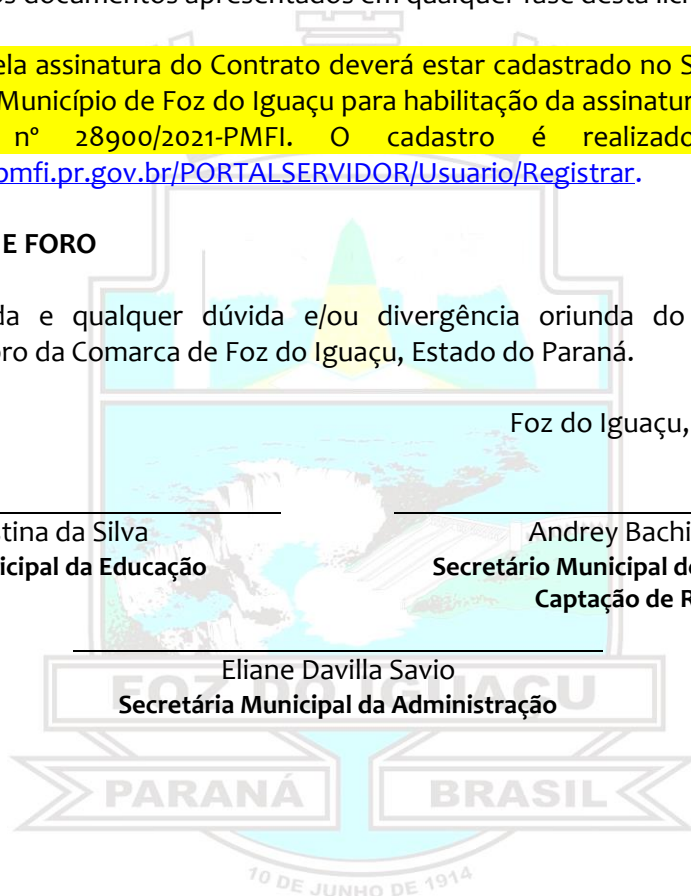 os documentos apresentados em qualquer fase desta
ela assinatura do Contrato deverá estar cadastrado no
Município de Foz do Iguaçu para habilitação da
nº 28900/2021-PMFI. O cadastro é realizado
pmfi.pr.gov.br/PORTALSERVIDOR/Usuario/Registrar.
E FORO
da e qualquer dúvida e/ou divergência oriunda do
oro da Comarca de Foz do Iguaçu, Estado do Paraná.
Foz do Iguaçu,
stina da Silva Andrey Bachi
icipal da Educação Secretário Municipal de
Captação de R
Eliane Davilla Savio
Secretária Municipal da Administração
FOZ DO IGUAÇU
PARANÁ BRASIL
10 DE JUNHO DE 1914